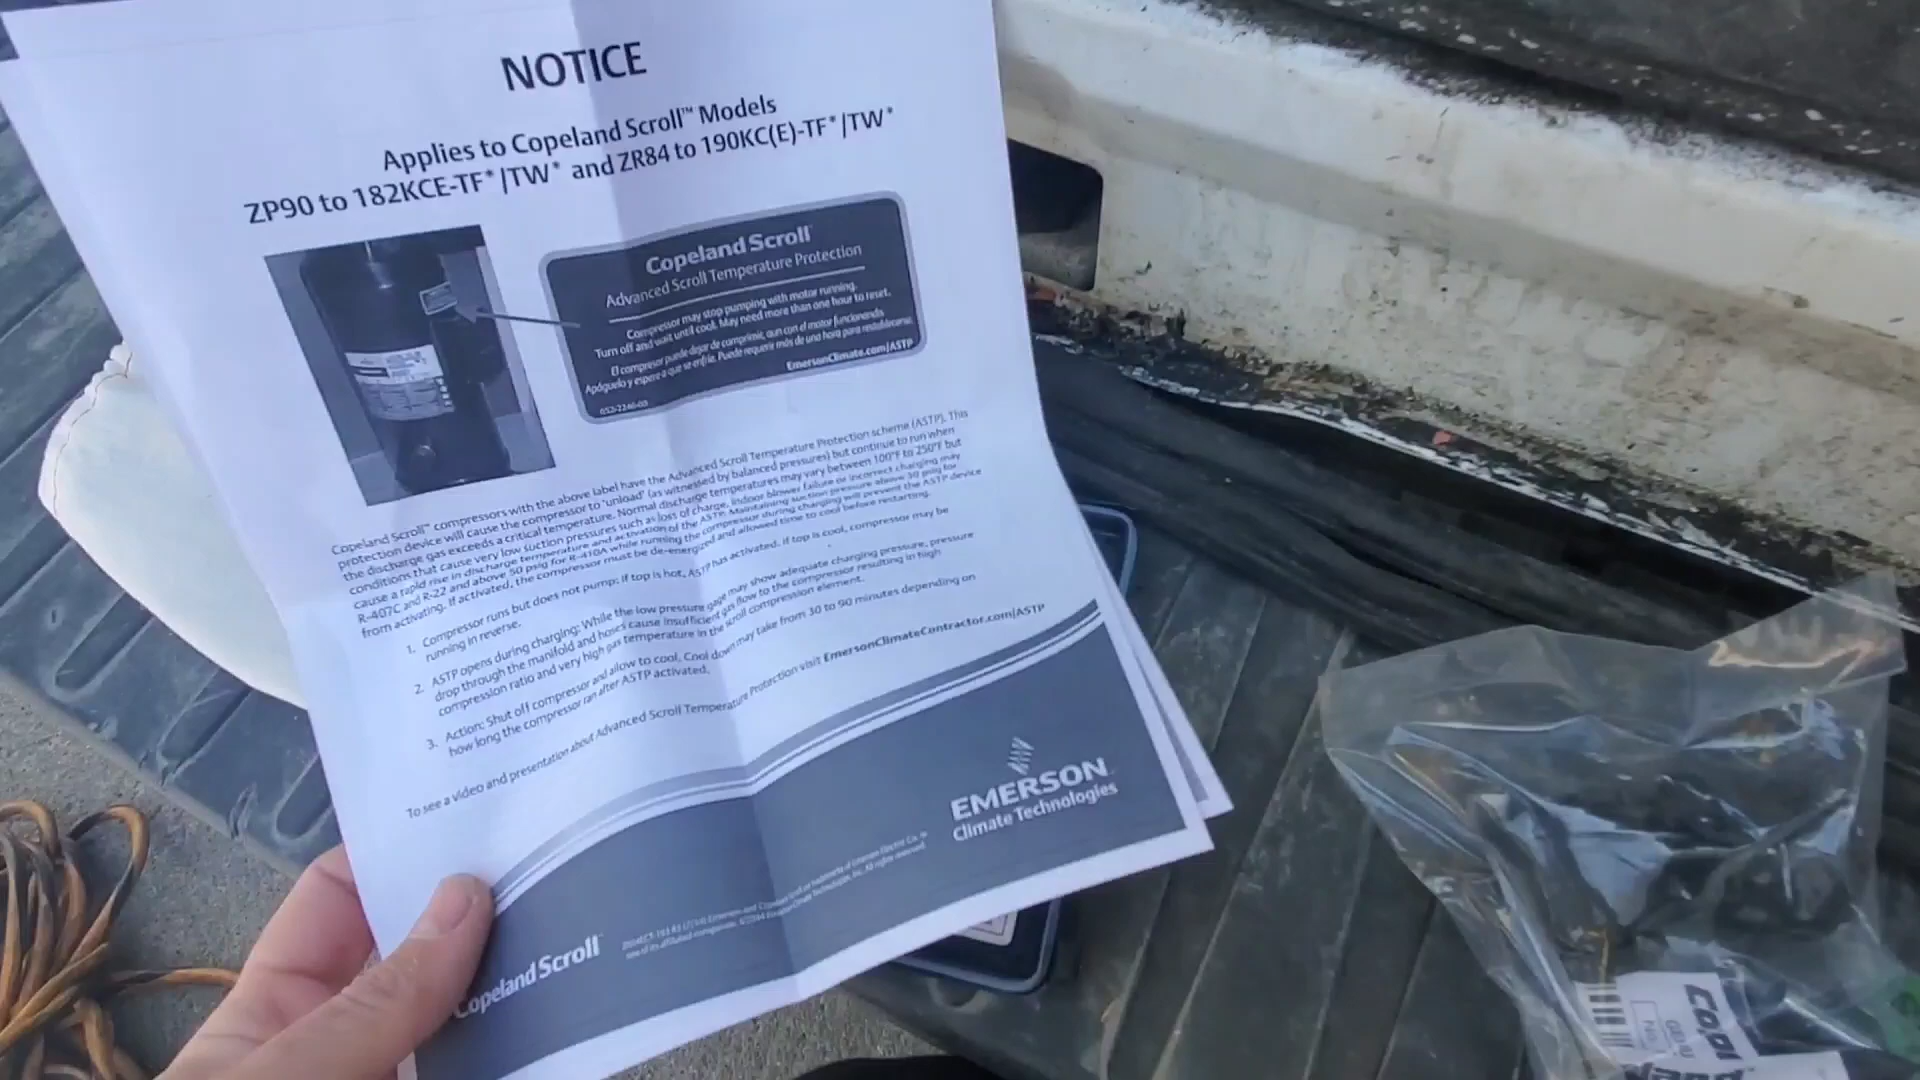 NOTICE
Applies to Copeland Scroll™ Models
ZP90 to 182KCE-TF*/TW* and ZR84 to 190KC(E)-TF*/TW*
Copeland Scroll
Advanced Scroll Temperature Protection
Compressor may stop pumping with motor running.
Turn off and wait until cool. May need more than one hour to reset.
El compresor puede dejar de comprimir, aun con el motor funcionando
Apáguelo y espere a que se enfríe. Puede requerir más de una hora para restablecerse.
EmersonClimate.com/ASTP
Copeland Scroll™ compressors with the above label have the Advanced Scroll Temperature Protection scheme (ASTP). This
protection device will cause the compressor to 'unload' (as witnessed by balanced pressures) but continue to run when
the discharge gas exceeds a critical temperature. Normal discharge temperatures may vary between 100°F to 250°F but
conditions that cause very low suction pressures such as loss of charge, indoor blower failure or incorrect charging may
cause a rapid rise in discharge temperature and activation of the ASTP. Maintaining suction pressure above 30 psig for
R-407C and R-22 and above 50 psig for R-410A while running the compressor during charging will prevent the ASTP device
from activating. If activated, the compressor must be de-energized and allowed time to cool before restarting.
1. Compressor runs but does not pump: if top is hot, ASTP has activated. if top is cool, compressor may be
running in reverse.
2. ASTP opens during charging: While the low pressure gage may show adequate charging pressure, pressure
drop through the manifold and hoses cause insufficient gas flow to the compressor resulting in high
compression ratio and very high gas temperature in the scroll compression element.
3. Action: Shut off compressor and allow to cool, Cool down may take from 30 to 90 minutes depending on
how long the compressor ran after ASTP activated.
To see a video and presentation about Advanced Scroll Temperature Protection visit EmersonClimateContractor.com/ASTP
EMERSON
Climate Technologies
Copeland Scroll™